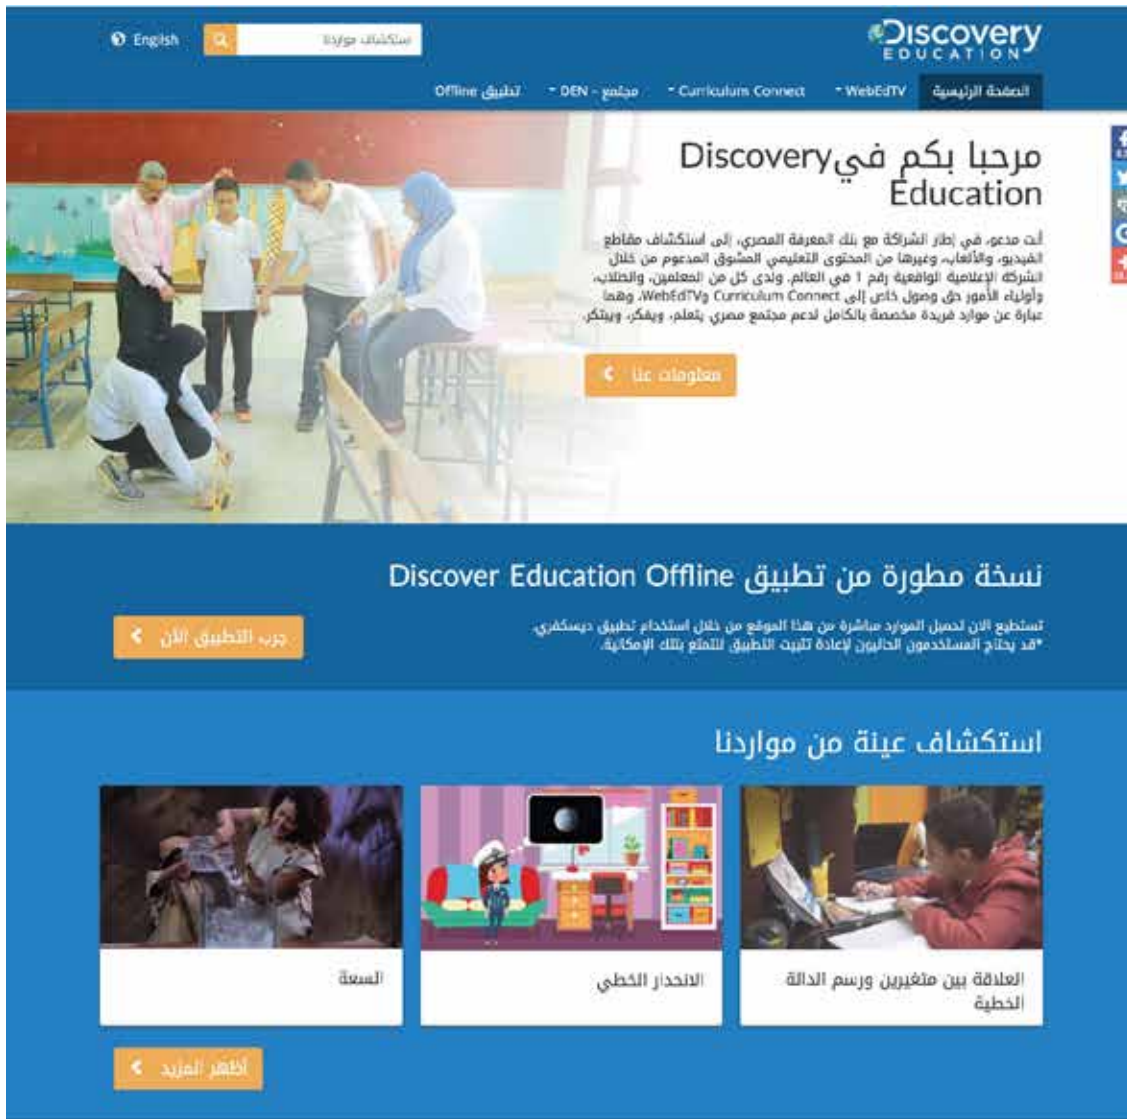 Discovery
EDUCATION
استكشاف مواردنا
English
الصفحة الرئيسية
WebEdTV
Curriculum Connect
مجتمع - DEN
تطبيق Offline
مرحبا بكم في Discovery
Education
أنت مدعو، في إطار الشراكة مع بنك المعرفة المصري، إلى استكشاف مقاطع
الفيديو، والألعاب، وغيرها من المحتوى التعليمي المشوق المدعوم من خلال
الشركة الإعلامية الواقعية رقم 1 في العالم. ولدى كل من المعلمين، والطلاب،
وأولياء الأمور حق وصول خاص إلى Curriculum Connect وWebEdTV، وهما
عبارة عن موارد فريدة مخصصة بالكامل لدعم مجتمع مصري يتعلم، ويفكر، ويبتكر.
معلومات عنا
نسخة مطورة من تطبيق Discover Education Offline
تستطيع الان تحميل الموارد مباشرة من هذا الموقع من خلال استخدام تطبيق ديسكفري.
*قد يحتاج المستخدمون الحاليون لإعادة تثبيت التطبيق للتمتع بتلك الإمكانية.
جرب التطبيق الآن
استكشاف عينة من مواردنا
العلاقة بين متغيرين ورسم الدالة
الخطية
الانحدار الخطي
السعة
أظهر المزيد